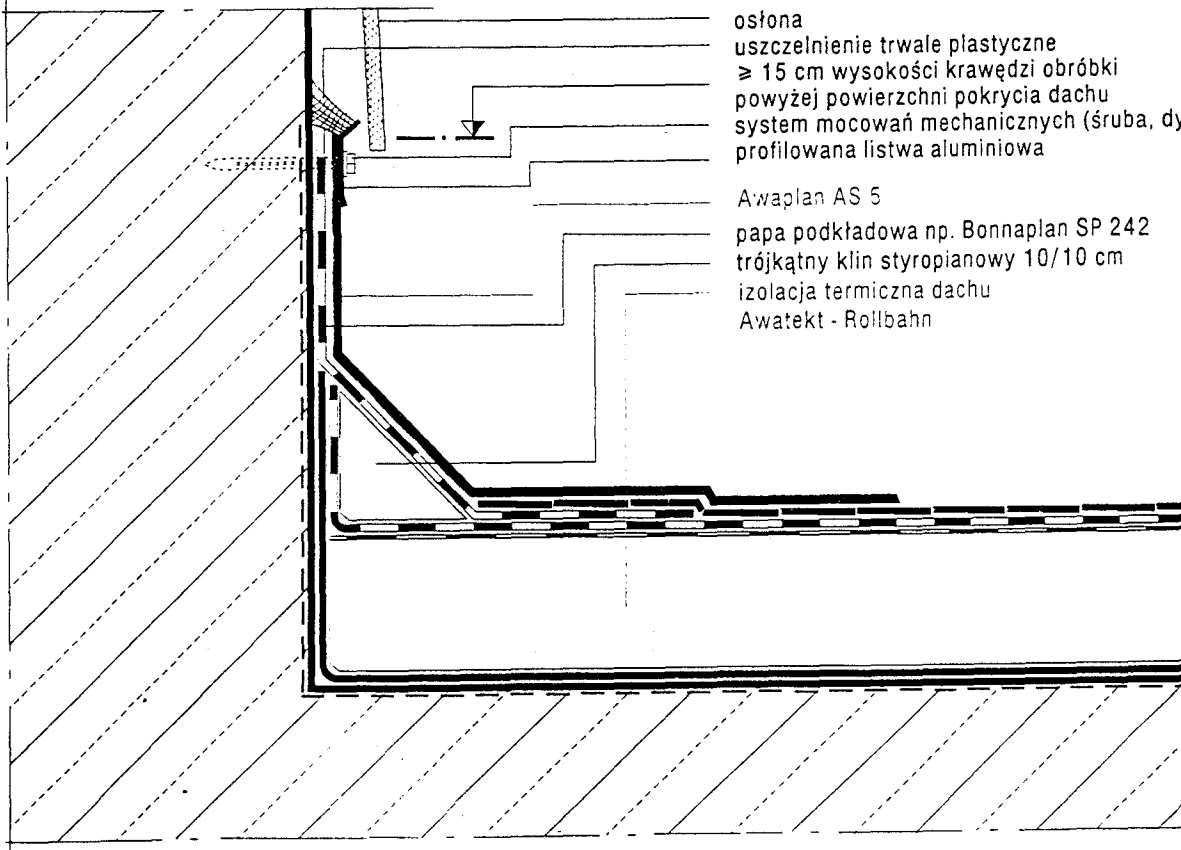 osłona
uszczelnienie trwale plastyczne
≥ 15 cm wysokości krawędzi obróbki
powyżej powierzchni pokrycia dachu
system mocowań mechanicznych (śruba, dy
profilowana listwa aluminiowa
Awaplan AS 5
papa podkładowa np. Bonnaplan SP 242
trójkątny klin styropianowy 10/10 cm
izolacja termiczna dachu
Awatekt - Rollbahn